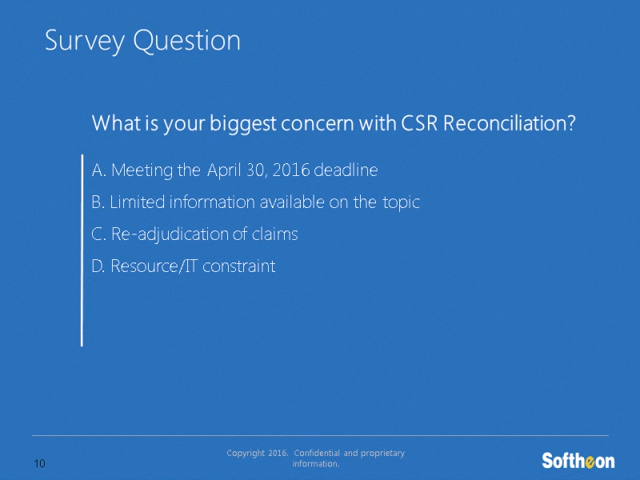 Survey Question
What is your biggest concern with CSR Reconciliation?
A. Meeting the April 30, 2016 deadline
B. Limited information available on the topic
C. Re-adjudication of claims
D. Resource/IT constraint
Copyright 2016. Confidential and proprietary
information.
10
Softheon